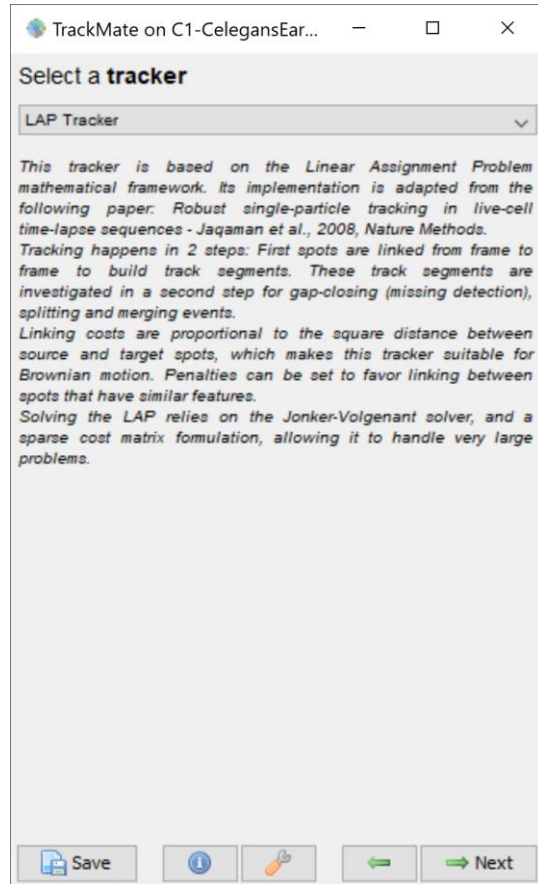 TrackMate on C1-CelegansEar...
Select a tracker
LAP Tracker
This tracker is based on the Linear Assignment Problem
mathematical framework. Its implementation is adapted from the
following paper: Robust single-particle tracking in live-cell
time-lapse sequences - Jaqaman et al., 2008, Nature Methods.
Tracking happens in 2 steps: First spots are linked from frame to
frame to build track segments. These track segments are
investigated in a second step for gap-closing (missing detection),
splitting and merging events.
Linking costs are proportional to the square distance between
source and target spots, which makes this tracker suitable for
Brownian motion. Penalties can be set to favor linking between
spots that have similar features.
Solving the LAP relies on the Jonker-Volgenant solver, and a
sparse cost matrix formulation, allowing it to handle very large
problems.
Save
Next